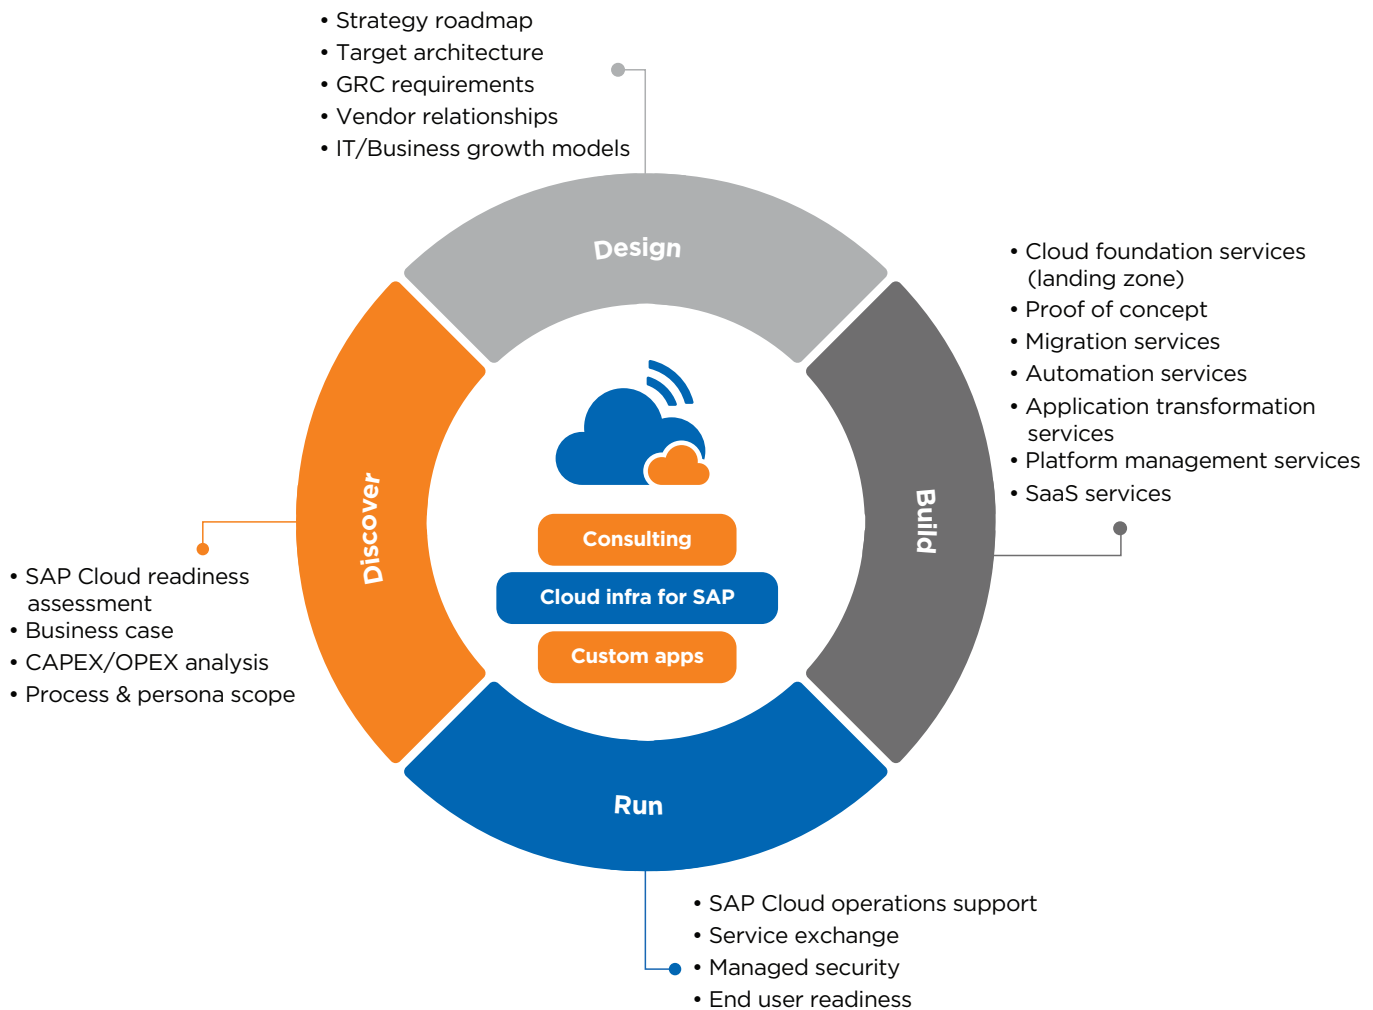 • Strategy roadmap
• Target architecture
• GRC requirements
• Vendor relationships
• IT/Business growth models
Design
• Cloud foundation services
(landing zone)
• Proof of concept
• Migration services
• Automation services
• Application transformation
services
• Platform management services
• SaaS services
Build
Discover
• SAP Cloud readiness
assessment
• Business case
• CAPEX/OPEX analysis
• Process & persona scope
Consulting
Cloud infra for SAP
Custom apps
Run
• SAP Cloud operations support
• Service exchange
• Managed security
• End user readiness